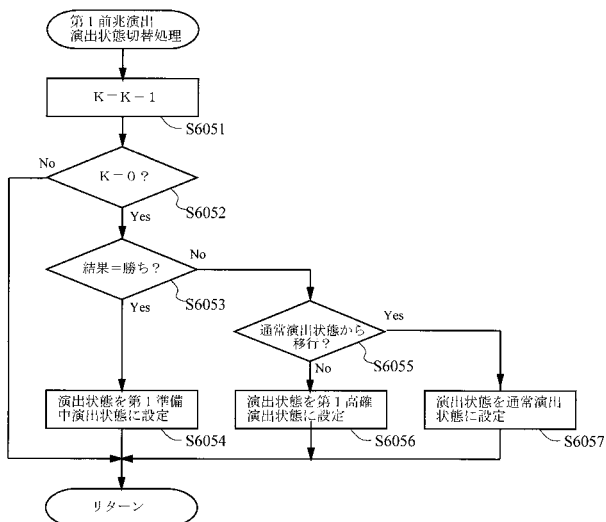 第１前兆演出
演出状態切替処理
Ｋ＝Ｋ－１
S6051
No
Ｋ＝０？
S6052
Yes
結果＝勝ち？
No
S6053
Yes
通常演出状態から
移行？
Yes
S6055
No
演出状態を第１準備
中演出状態に設定
S6054
演出状態を第１高確
演出状態に設定
S6056
演出状態を通常演出
状態に設定
S6057
リターン